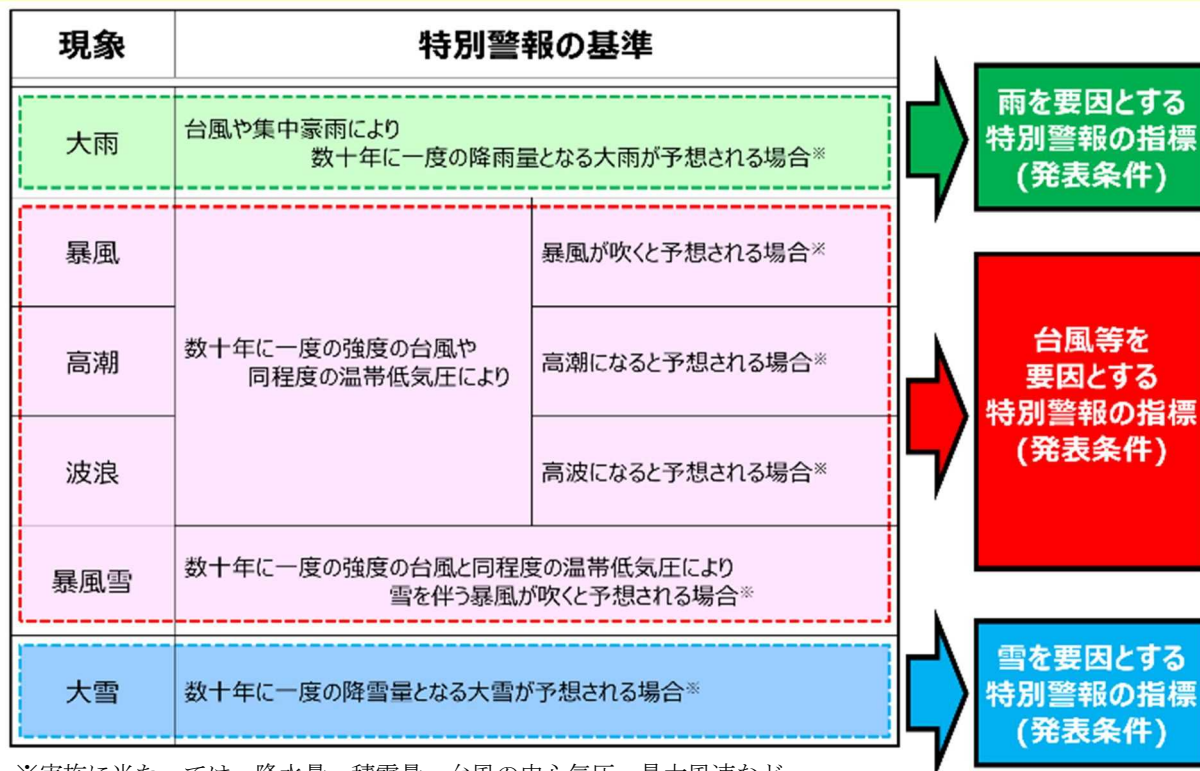 現象
特別警報の基準
大雨
台風や集中豪雨により
数十年に一度の降雨量となる大雨が予想される場合※
暴風
高潮
波浪
数十年に一度の強度の台風や
同程度の温帯低気圧により
暴風が吹くと予想される場合※
高潮になると予想される場合※
高波になると予想される場合※
暴風雪
数十年に一度の強度の台風と同程度の温帯低気圧により
雪を伴う暴風が吹くと予想される場合※
大雪
数十年に一度の降雪量となる大雪が予想される場合※
雨を要因とする
特別警報の指標
(発表条件)
台風等を
要因とする
特別警報の指標
(発表条件)
雪を要因とする
特別警報の指標
(発表条件)